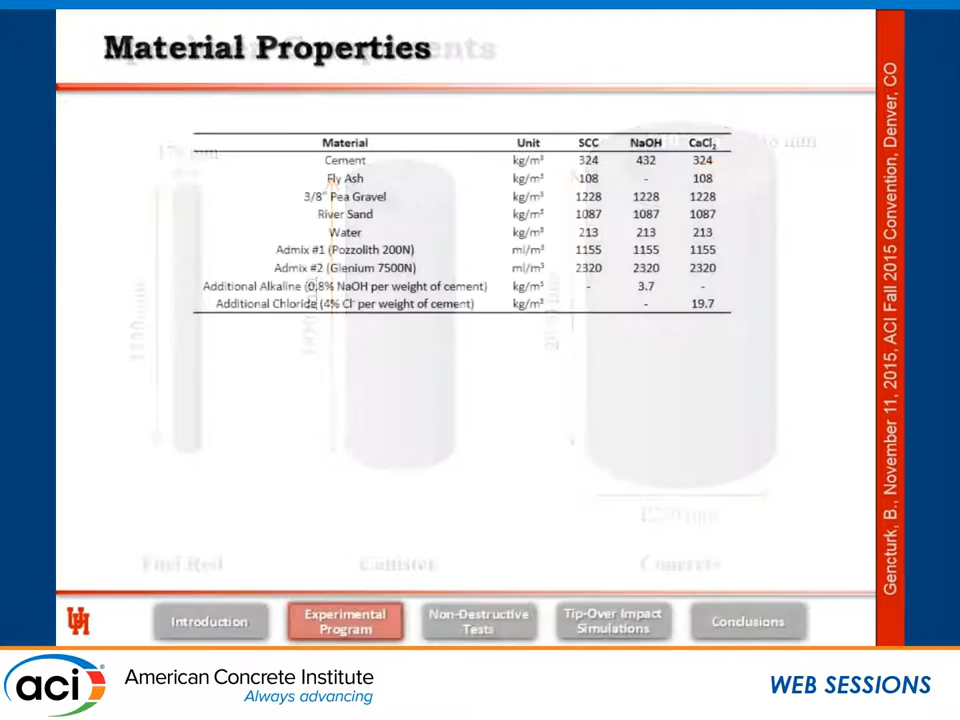 Material Properties
Material Unit SCC NaOH CaCl₂
Cement kg/m³ 324 432 324
Fly Ash kg/m³ 108 - 108
3/8" Pea Gravel kg/m³ 1228 1228 1228
River Sand kg/m³ 1087 1087 1087
Water kg/m³ 213 213 213
Admix #1 (Pozzolith 200N) ml/m³ 1155 1155 1155
Admix #2 (Glenium 7500N) ml/m³ 2320 2320 2320
Additional Alkaline (0.8% NaOH per weight of cement) kg/m³ - 3.7 -
Additional Chloride (4% Cl⁻ per weight of cement) kg/m³ - 19.7
Fuel Rod Canister Concrete
Introduction
Experimental
Program
Non-Destructive
Tests
Tip-Over Impact
Simulations
Conclusions
Gencturk, B., November 11, 2015, ACI Fall 2015 Convention, Denver, CO
UH
aci
American Concrete Institute
Always advancing
WEB SESSIONS